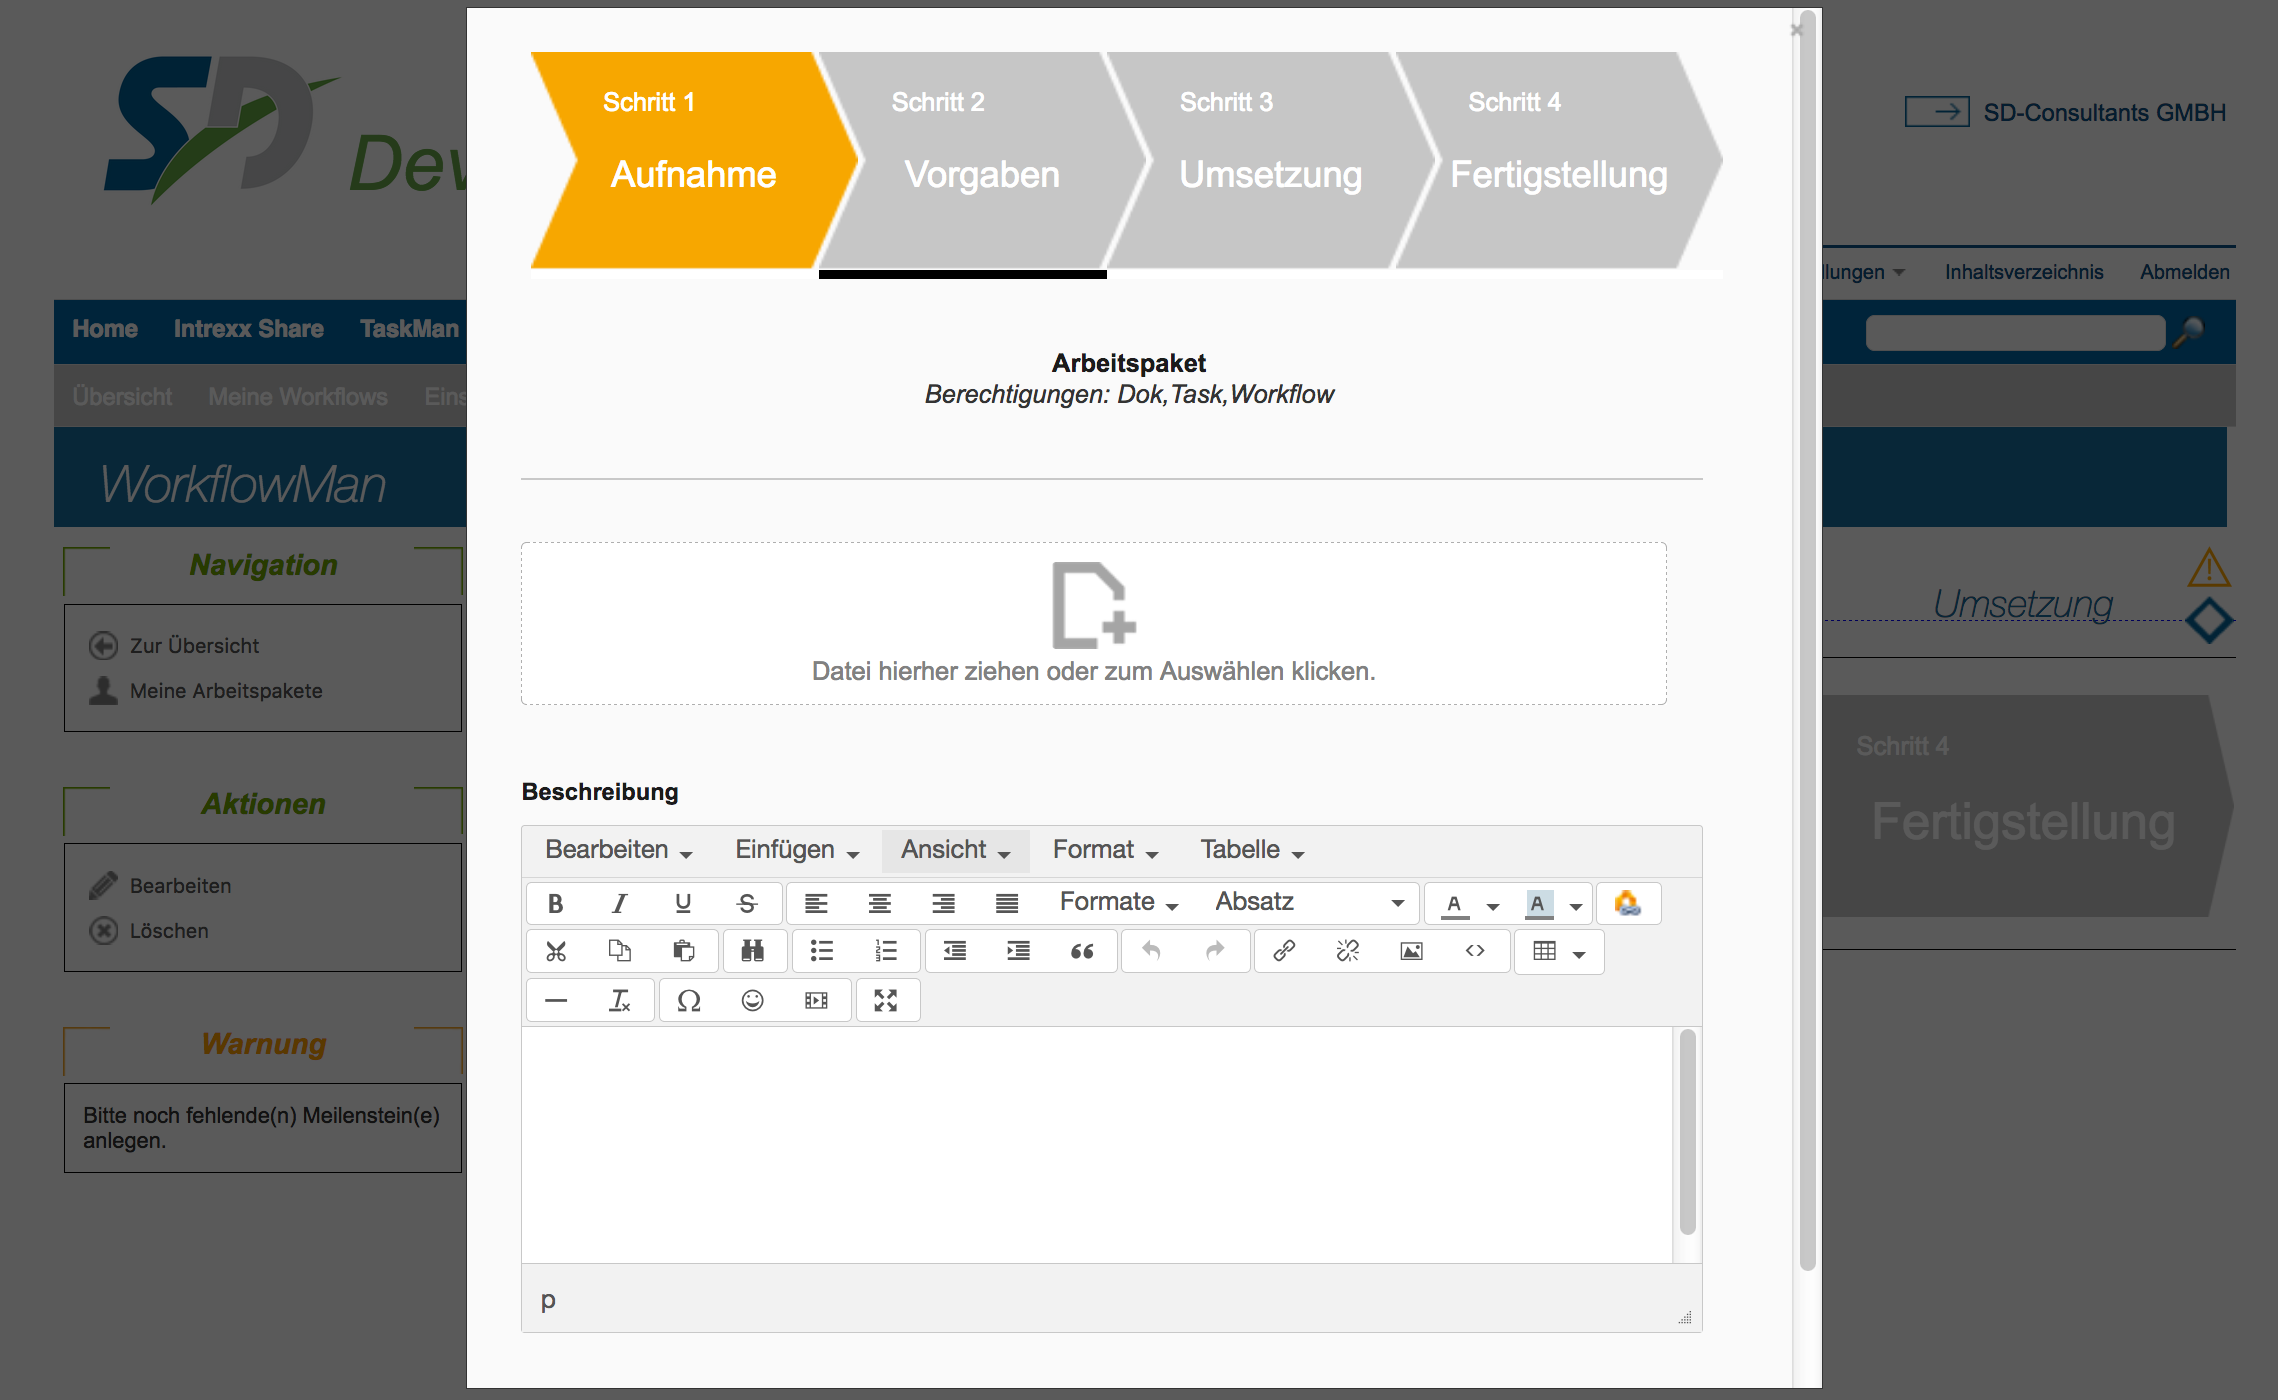 SD
Schritt 1
Aufnahme
Schritt 2
Vorgaben
Schritt 3
Umsetzung
Schritt 4
Fertigstellung
SD-Consultants GMBH
Inhaltsverzeichnis
Abmelden
Home
Intrexx Share
TaskMan
Übersicht
Meine Workflows
WorkflowMan
Arbeitspaket
Berechtigungen: Dok,Task,Workflow
Navigation
Zur Übersicht
Meine Arbeitspakete
Datei hierher ziehen oder zum Auswählen klicken.
Umsetzung
Schritt 4
Fertigstellung
Aktionen
Bearbeiten
Löschen
Beschreibung
Bearbeiten
Einfügen
Ansicht
Format
Tabelle
Formate
Absatz
Warnung
Bitte noch fehlende(n) Meilenstein(e)
anlegen.
p